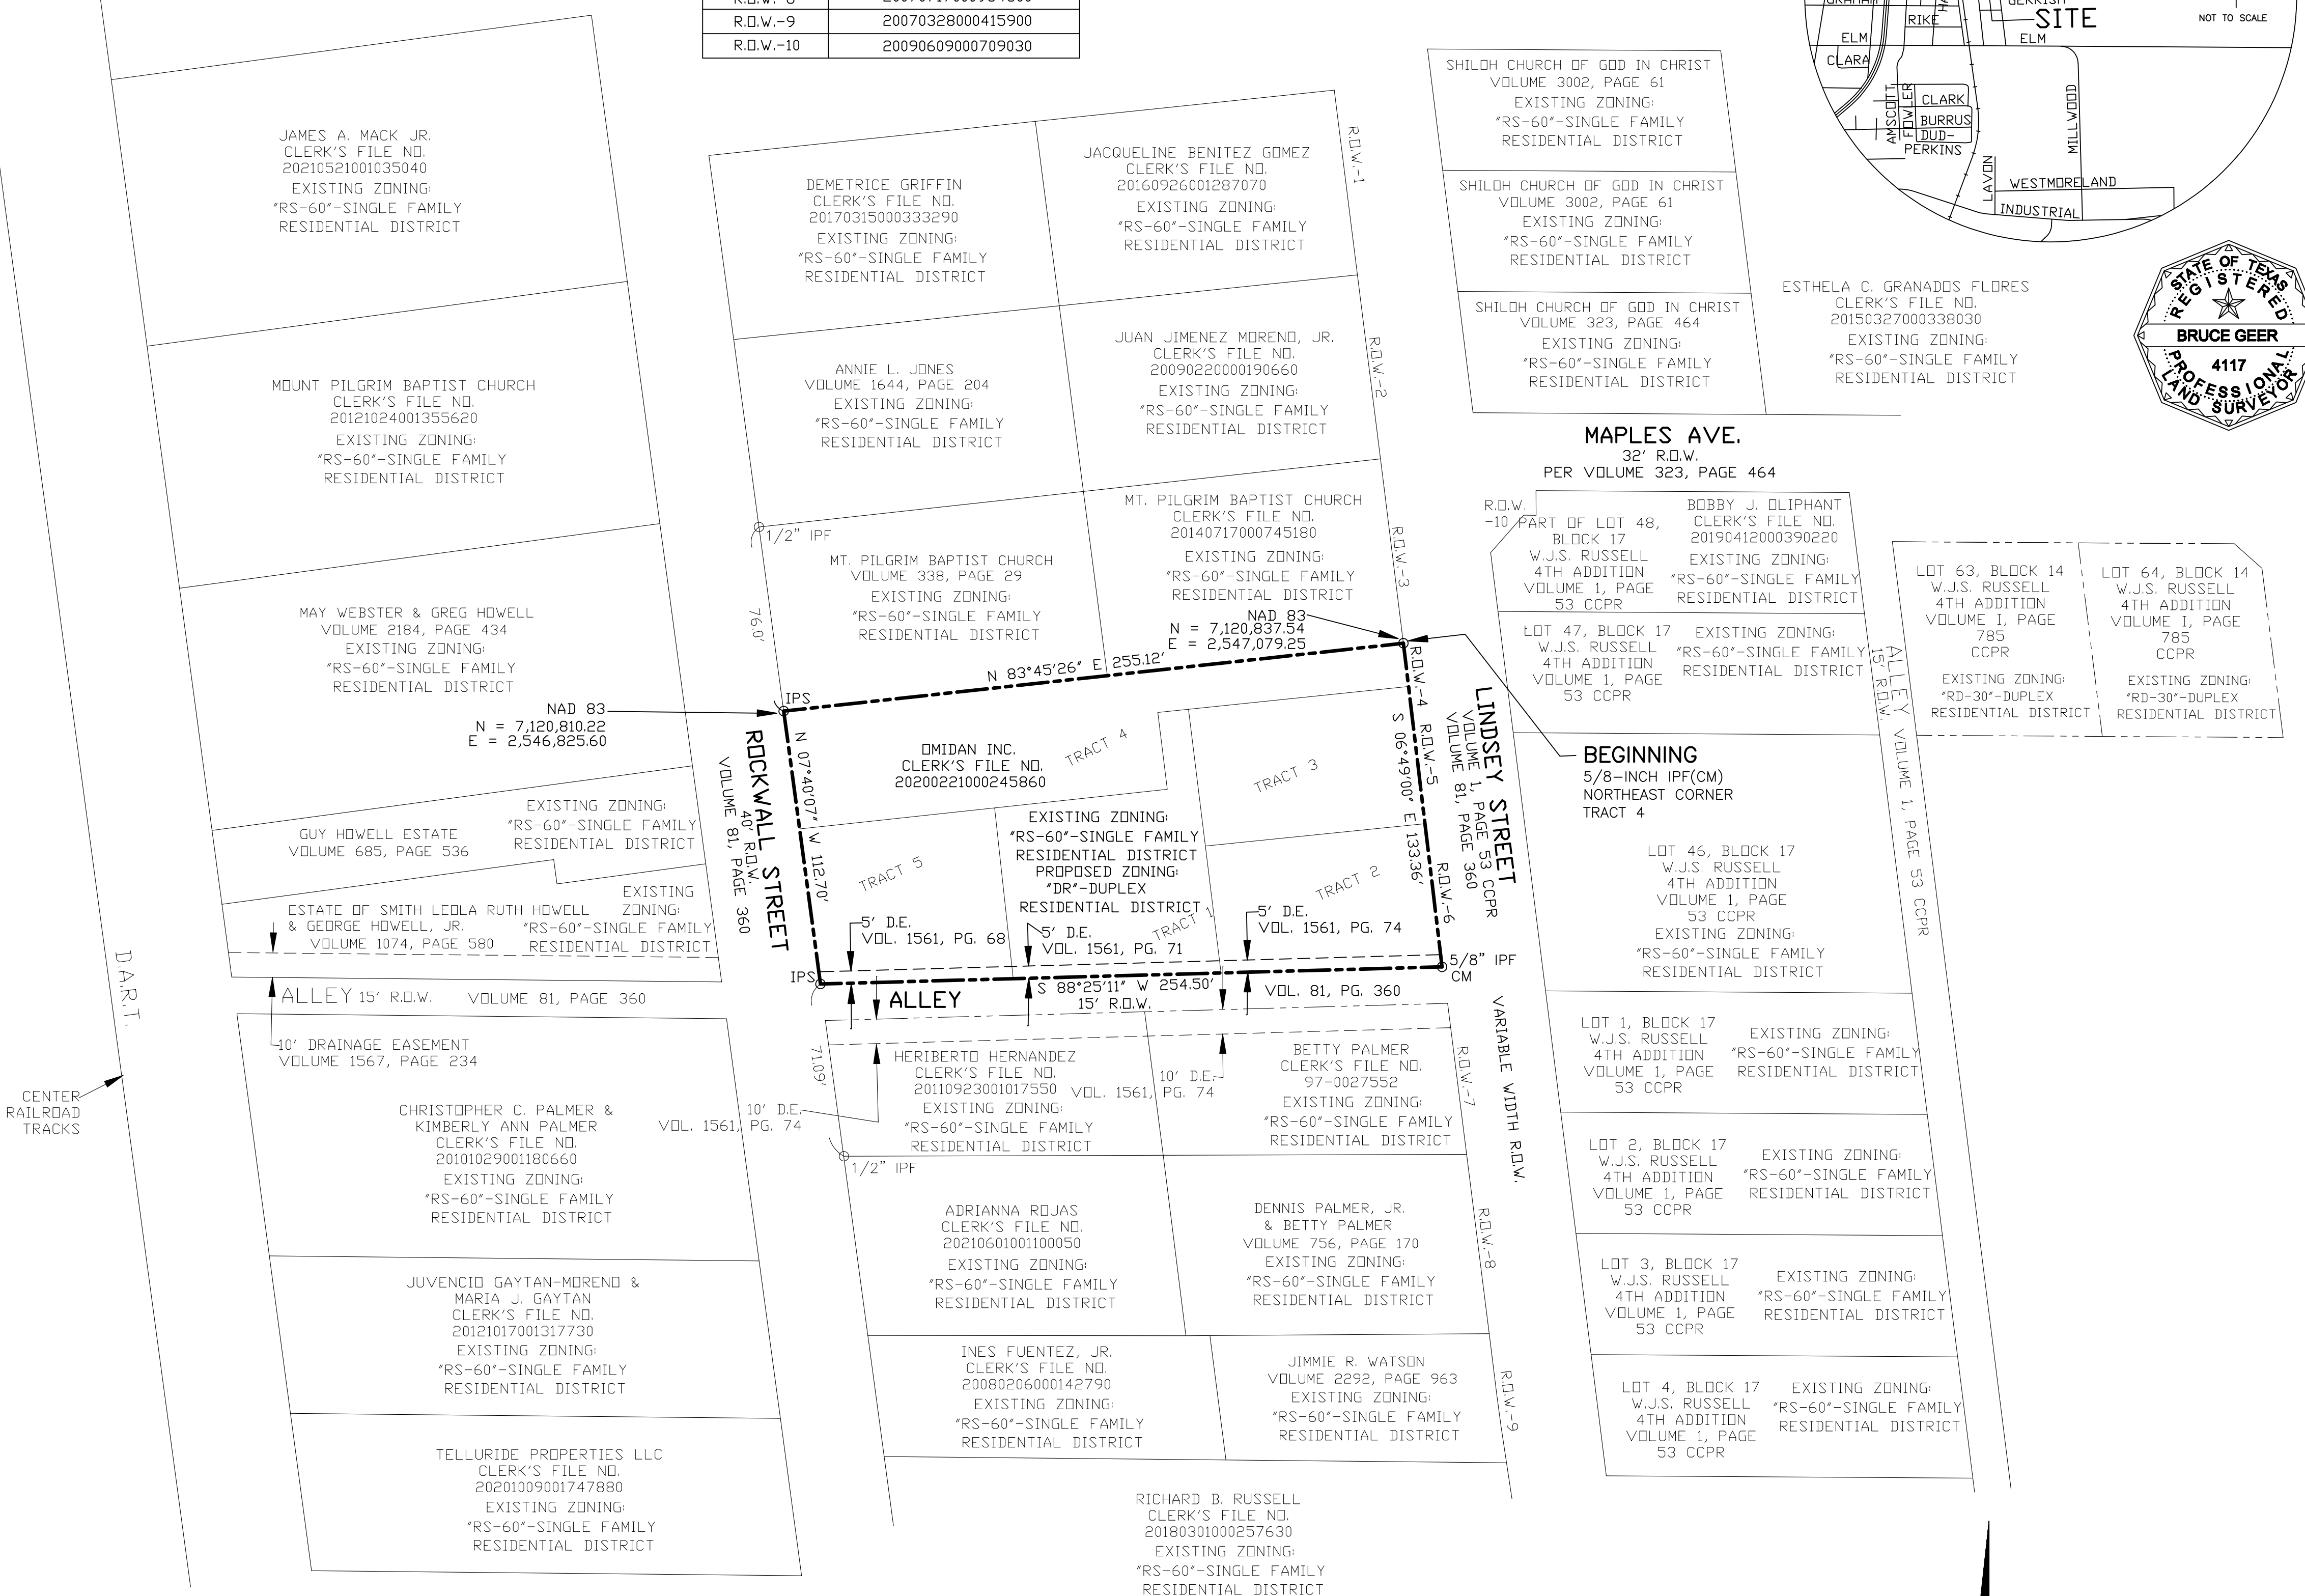 R.O.W.-9 20070328000415900
R.O.W.-10 20090609000709030
RIKE
SITE
NOT TO SCALE
ELM
ELM
CLARA
AMSCOTT
FOWLER
CLARK
BURRUS
DUD-
PERKINS
MILLWOOD
LAVON
WESTMORELAND
INDUSTRIAL
STATE OF TEXAS
REGISTERED
BRUCE GEER
4117
PROFESSIONAL
LAND SURVEYOR
JAMES A. MACK JR.
CLERK'S FILE NO.
20210521001035040
EXISTING ZONING:
"RS-60"-SINGLE FAMILY
RESIDENTIAL DISTRICT
MOUNT PILGRIM BAPTIST CHURCH
CLERK'S FILE NO.
20121024001355620
EXISTING ZONING:
"RS-60"-SINGLE FAMILY
RESIDENTIAL DISTRICT
MAY WEBSTER & GREG HOWELL
VOLUME 2184, PAGE 434
EXISTING ZONING:
"RS-60"-SINGLE FAMILY
RESIDENTIAL DISTRICT
NAD 83
N = 7,120,810.22
E = 2,546,825.60
GUY HOWELL ESTATE
VOLUME 685, PAGE 536
EXISTING ZONING:
"RS-60"-SINGLE FAMILY
RESIDENTIAL DISTRICT
ESTATE OF SMITH LEOLA RUTH HOWELL
& GEORGE HOWELL, JR.
VOLUME 1074, PAGE 580
EXISTING
ZONING:
"RS-60"-SINGLE FAMILY
RESIDENTIAL DISTRICT
D.A.R.T.
ALLEY 15' R.O.W. VOLUME 81, PAGE 360
10' DRAINAGE EASEMENT
VOLUME 1567, PAGE 234
CENTER
RAILROAD
TRACKS
CHRISTOPHER C. PALMER &
KIMBERLY ANN PALMER
CLERK'S FILE NO.
20101029001180660
EXISTING ZONING:
"RS-60"-SINGLE FAMILY
RESIDENTIAL DISTRICT
JUVENCIO GAYTAN-MORENO &
MARIA J. GAYTAN
CLERK'S FILE NO.
20121017001317730
EXISTING ZONING:
"RS-60"-SINGLE FAMILY
RESIDENTIAL DISTRICT
TELLURIDE PROPERTIES LLC
CLERK'S FILE NO.
20201009001747880
EXISTING ZONING:
"RS-60"-SINGLE FAMILY
RESIDENTIAL DISTRICT
DEMETRICE GRIFFIN
CLERK'S FILE NO.
20170315000333290
EXISTING ZONING:
"RS-60"-SINGLE FAMILY
RESIDENTIAL DISTRICT
JACQUELINE BENITEZ GOMEZ
CLERK'S FILE NO.
20160926001287070
EXISTING ZONING:
"RS-60"-SINGLE FAMILY
RESIDENTIAL DISTRICT
R.O.W.-1
ANNIE L. JONES
VOLUME 1644, PAGE 204
EXISTING ZONING:
"RS-60"-SINGLE FAMILY
RESIDENTIAL DISTRICT
JUAN JIMENEZ MORENO, JR.
CLERK'S FILE NO.
20090220000190660
EXISTING ZONING:
"RS-60"-SINGLE FAMILY
RESIDENTIAL DISTRICT
R.O.W.-2
1/2" IPF
76.0'
MT. PILGRIM BAPTIST CHURCH
VOLUME 338, PAGE 29
EXISTING ZONING:
"RS-60"-SINGLE FAMILY
RESIDENTIAL DISTRICT
MT. PILGRIM BAPTIST CHURCH
CLERK'S FILE NO.
20140717000745180
EXISTING ZONING:
"RS-60"-SINGLE FAMILY
RESIDENTIAL DISTRICT
R.O.W.-3
NAD 83
N = 7,120,837.54
E = 2,547,079.25
N 83°45'26" E 255.12'
IPS
N 07°40'07" W 112.70'
ROCKWALL STREET
40' R.O.W.
VOLUME 81, PAGE 360
OMIDAN INC.
CLERK'S FILE NO.
20200221000245860
TRACT 4
TRACT 3
EXISTING ZONING:
"RS-60"-SINGLE FAMILY
RESIDENTIAL DISTRICT
PROPOSED ZONING:
"DR"-DUPLEX
RESIDENTIAL DISTRICT
TRACT 5
TRACT 2
TRACT 1
R.O.W.-4
R.O.W.-5
R.O.W.-6
S 06°49'00" E 133.36'
LINDSEY STREET
VOLUME 1, PAGE 53 CCPR
VOLUME 81, PAGE 360
5' D.E.
VOL. 1561, PG. 68
5' D.E.
VOL. 1561, PG. 71
5' D.E.
VOL. 1561, PG. 74
IPS
5/8" IPF
CM
ALLEY
S 88°25'11" W 254.50'
15' R.O.W.
VOL. 81, PG. 360
VARIABLE WIDTH R.O.W.
71.09'
HERIBERTO HERNANDEZ
CLERK'S FILE NO.
20110923001017550
EXISTING ZONING:
"RS-60"-SINGLE FAMILY
RESIDENTIAL DISTRICT
10' D.E.
VOL. 1561, PG. 74
10' D.E.
VOL. 1561, PG. 74
BETTY PALMER
CLERK'S FILE NO.
97-0027552
EXISTING ZONING:
"RS-60"-SINGLE FAMILY
RESIDENTIAL DISTRICT
R.O.W.-7
1/2" IPF
ADRIANNA ROJAS
CLERK'S FILE NO.
20210601001100050
EXISTING ZONING:
"RS-60"-SINGLE FAMILY
RESIDENTIAL DISTRICT
DENNIS PALMER, JR.
& BETTY PALMER
VOLUME 756, PAGE 170
EXISTING ZONING:
"RS-60"-SINGLE FAMILY
RESIDENTIAL DISTRICT
R.O.W.-8
INES FUENTEZ, JR.
CLERK'S FILE NO.
20080206000142790
EXISTING ZONING:
"RS-60"-SINGLE FAMILY
RESIDENTIAL DISTRICT
JIMMIE R. WATSON
VOLUME 2292, PAGE 963
EXISTING ZONING:
"RS-60"-SINGLE FAMILY
RESIDENTIAL DISTRICT
R.O.W.-9
RICHARD B. RUSSELL
CLERK'S FILE NO.
20180301000257630
EXISTING ZONING:
"RS-60"-SINGLE FAMILY
RESIDENTIAL DISTRICT
SHILOH CHURCH OF GOD IN CHRIST
VOLUME 3002, PAGE 61
EXISTING ZONING:
"RS-60"-SINGLE FAMILY
RESIDENTIAL DISTRICT
SHILOH CHURCH OF GOD IN CHRIST
VOLUME 3002, PAGE 61
EXISTING ZONING:
"RS-60"-SINGLE FAMILY
RESIDENTIAL DISTRICT
SHILOH CHURCH OF GOD IN CHRIST
VOLUME 323, PAGE 464
EXISTING ZONING:
"RS-60"-SINGLE FAMILY
RESIDENTIAL DISTRICT
ESTHELA C. GRANADOS FLORES
CLERK'S FILE NO.
20150327000338030
EXISTING ZONING:
"RS-60"-SINGLE FAMILY
RESIDENTIAL DISTRICT
MAPLES AVE.
32' R.O.W.
PER VOLUME 323, PAGE 464
R.O.W.
-10
PART OF LOT 48,
BLOCK 17
W.J.S. RUSSELL
4TH ADDITION
VOLUME 1, PAGE
53 CCPR
BOBBY J. OLIPHANT
CLERK'S FILE NO.
20190412000390220
EXISTING ZONING:
"RS-60"-SINGLE FAMILY
RESIDENTIAL DISTRICT
LOT 47, BLOCK 17
W.J.S. RUSSELL
4TH ADDITION
VOLUME 1, PAGE
53 CCPR
EXISTING ZONING:
"RS-60"-SINGLE FAMILY
RESIDENTIAL DISTRICT
ALLEY VOLUME 1, PAGE 53 CCPR
15' R.O.W.
LOT 63, BLOCK 14
W.J.S. RUSSELL
4TH ADDITION
VOLUME I, PAGE
785
CCPR
EXISTING ZONING:
"RD-30"-DUPLEX
RESIDENTIAL DISTRICT
LOT 64, BLOCK 14
W.J.S. RUSSELL
4TH ADDITION
VOLUME I, PAGE
785
CCPR
EXISTING ZONING:
"RD-30"-DUPLEX
RESIDENTIAL DISTRICT
BEGINNING
5/8-INCH IPF(CM)
NORTHEAST CORNER
TRACT 4
LOT 46, BLOCK 17
W.J.S. RUSSELL
4TH ADDITION
VOLUME 1, PAGE
53 CCPR
EXISTING ZONING:
"RS-60"-SINGLE FAMILY
RESIDENTIAL DISTRICT
LOT 1, BLOCK 17
W.J.S. RUSSELL
4TH ADDITION
VOLUME 1, PAGE
53 CCPR
EXISTING ZONING:
"RS-60"-SINGLE FAMILY
RESIDENTIAL DISTRICT
LOT 2, BLOCK 17
W.J.S. RUSSELL
4TH ADDITION
VOLUME 1, PAGE
53 CCPR
EXISTING ZONING:
"RS-60"-SINGLE FAMILY
RESIDENTIAL DISTRICT
LOT 3, BLOCK 17
W.J.S. RUSSELL
4TH ADDITION
VOLUME 1, PAGE
53 CCPR
EXISTING ZONING:
"RS-60"-SINGLE FAMILY
RESIDENTIAL DISTRICT
LOT 4, BLOCK 17
W.J.S. RUSSELL
4TH ADDITION
VOLUME 1, PAGE
53 CCPR
EXISTING ZONING:
"RS-60"-SINGLE FAMILY
RESIDENTIAL DISTRICT